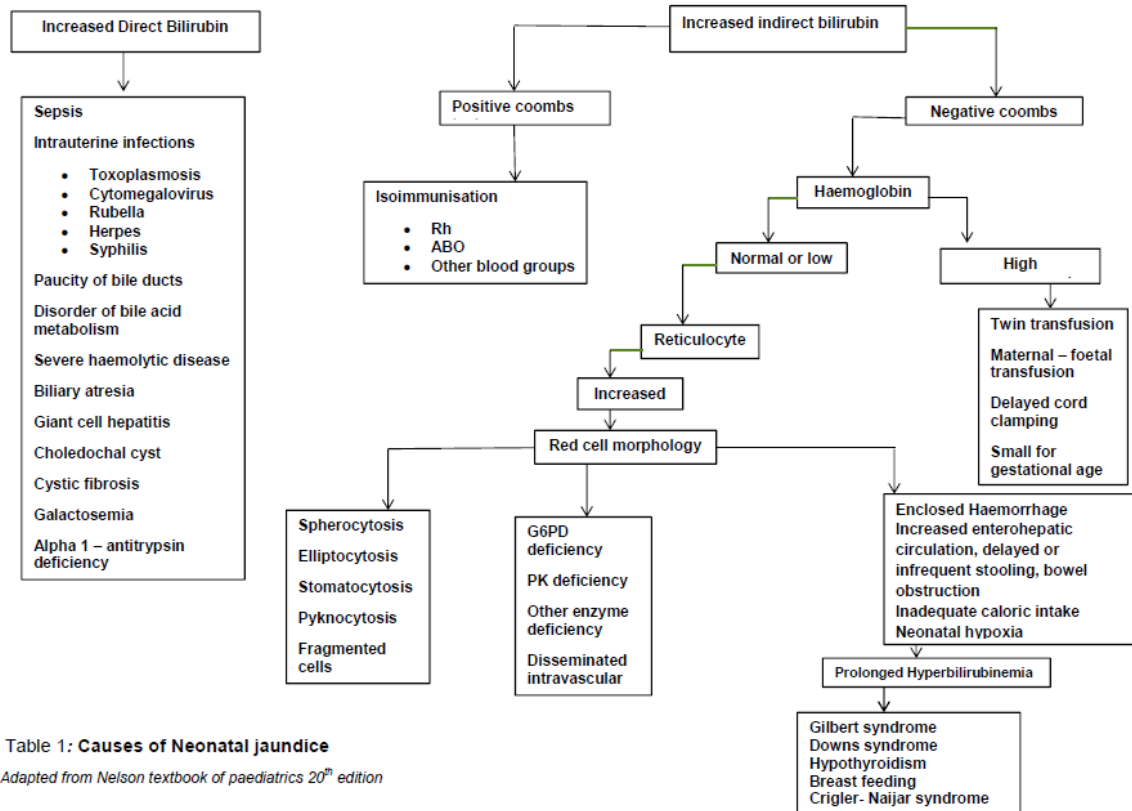 Increased Direct Bilirubin
Sepsis
Intrauterine infections
• Toxoplasmosis
• Cytomegalovirus
• Rubella
• Herpes
• Syphilis
Paucity of bile ducts
Disorder of bile acid
metabolism
Severe haemolytic disease
Biliary atresia
Giant cell hepatitis
Choledochal cyst
Cystic fibrosis
Galactosemia
Alpha 1 – antitrypsin
deficiency
Increased indirect bilirubin
Positive coombs
Isoimmunisation
• Rh
• ABO
• Other blood groups
Negative coombs
Haemoglobin
Normal or low
High
Twin transfusion
Maternal – foetal
transfusion
Delayed cord
clamping
Small for
gestational age
Reticulocyte
Increased
Red cell morphology
Spherocytosis
Elliptocytosis
Stomatocytosis
Pyknocytosis
Fragmented
cells
G6PD
deficiency
PK deficiency
Other enzyme
deficiency
Disseminated
intravascular
Enclosed Haemorrhage
Increased enterohepatic
circulation, delayed or
infrequent stooling, bowel
obstruction
Inadequate caloric intake
Neonatal hypoxia
Prolonged Hyperbilirubinemia
Gilbert syndrome
Downs syndrome
Hypothyroidism
Breast feeding
Crigler- Naijar syndrome
Table 1: Causes of Neonatal jaundice
Adapted from Nelson textbook of paediatrics 20th edition